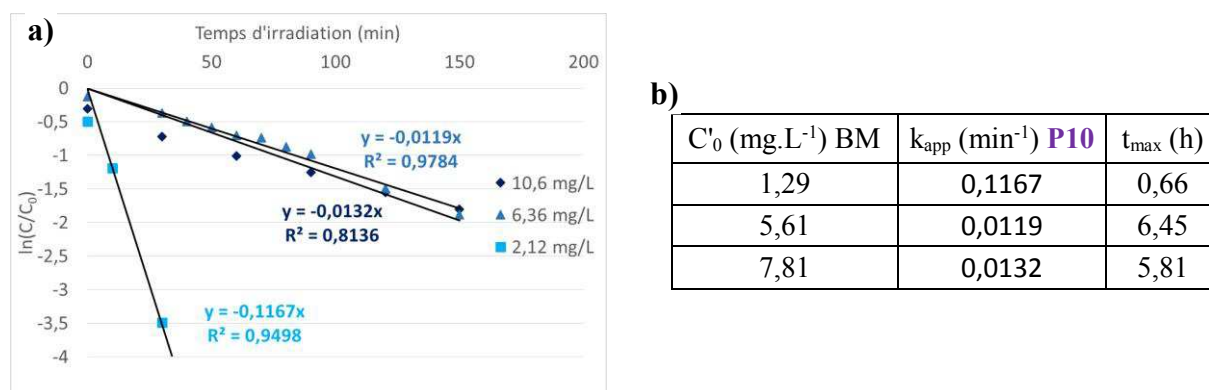 a)
Temps d'irradiation (min)
0 50 100 150 200
0
-0,5
-1
-1,5
-2
-2,5
-3
-3,5
-4
ln(C/C₀)
y = -0,0119x
R² = 0,9784
y = -0,0132x
R² = 0,8136
y = -0,1167x
R² = 0,9498
10,6 mg/L
6,36 mg/L
2,12 mg/L
b)
C'₀ (mg.L⁻¹) BM k_app (min⁻¹) P10 t_max (h)
1,29 0,1167 0,66
5,61 0,0119 6,45
7,81 0,0132 5,81